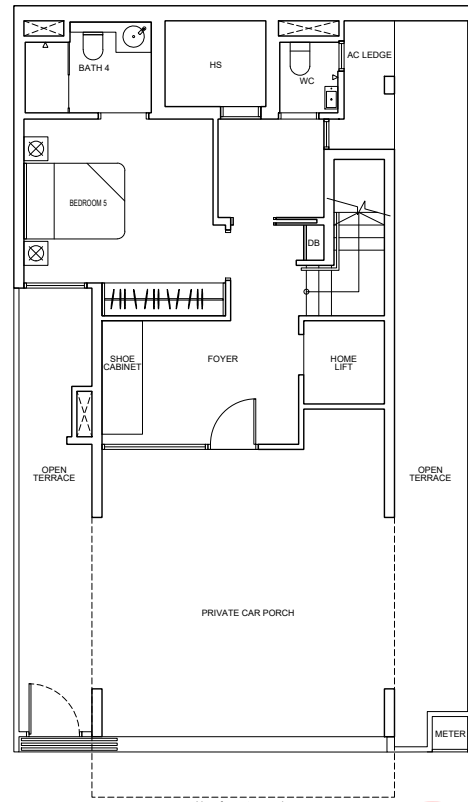 AC LEDGE
HS
BATH 4
WC
BEDROOM 5
DB
SHOE
CABINET
FOYER
HOME
LIFT
OPEN
TERRACE
OPEN
TERRACE
PRIVATE CAR PORCH
METER